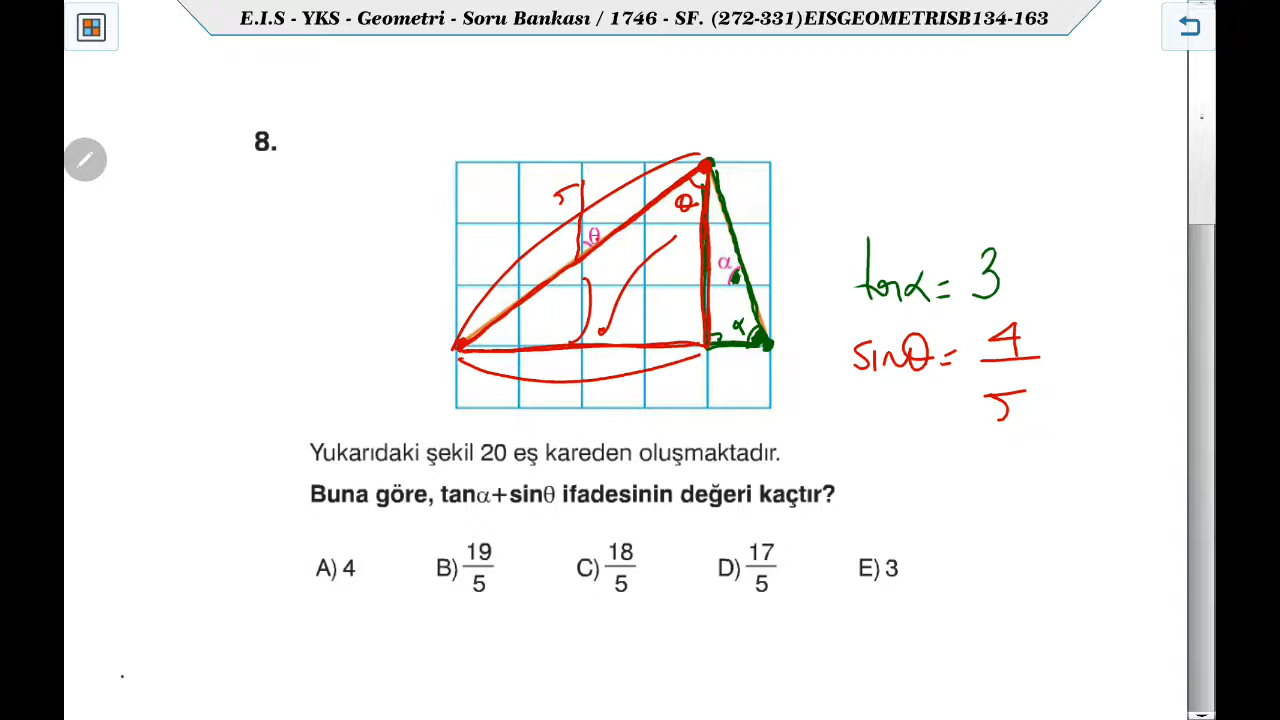 E.I.S - YKS - Geometri - Soru Bankası / 1746 - SF. (272-331)EISGEOMETRISB134-163
8.
5
θ
θ
α
α
tanα = 3
sinθ = 4/5
Yukarıdaki şekil 20 eş kareden oluşmaktadır.
Buna göre, tanα+sinθ ifadesinin değeri kaçtır?
A) 4 B) 19/5 C) 18/5 D) 17/5 E) 3